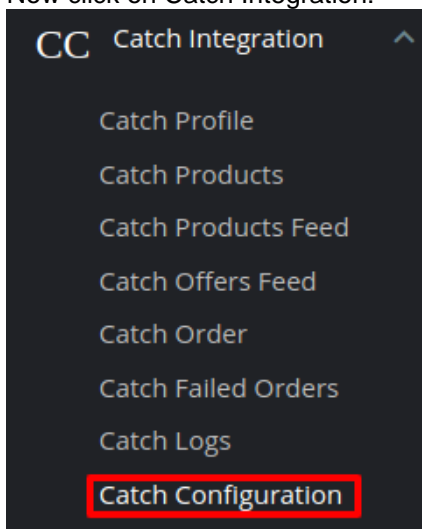 Now click on Catch Integration.
CC Catch Integration
Catch Profile
Catch Products
Catch Products Feed
Catch Offers Feed
Catch Order
Catch Failed Orders
Catch Logs
Catch Configuration